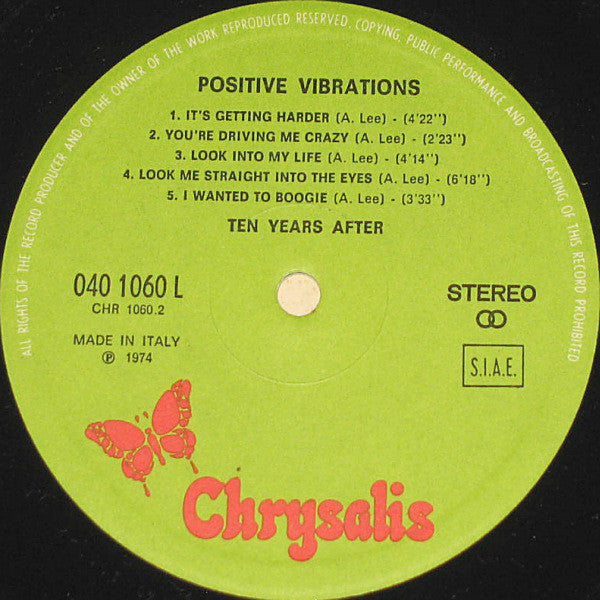 ALL RIGHTS OF THE RECORD PRODUCER AND OF THE OWNER OF THE WORK REPRODUCED RESERVED. COPYING, PUBLIC PERFORMANCE AND BROADCASTING OF THIS RECORD PROHIBITED
POSITIVE VIBRATIONS
1. IT'S GETTING HARDER (A. Lee) - (4'22'')
2. YOU'RE DRIVING ME CRAZY (A. Lee) - (2'23'')
3. LOOK INTO MY LIFE (A. Lee) - (4'14'')
4. LOOK ME STRAIGHT INTO THE EYES (A. Lee) - (6'18'')
5. I WANTED TO BOOGIE (A. Lee) - (3'33'')
TEN YEARS AFTER
040 1060 L
CHR 1060.2
MADE IN ITALY
℗ 1974
STEREO
S.I.A.E.
Chrysalis